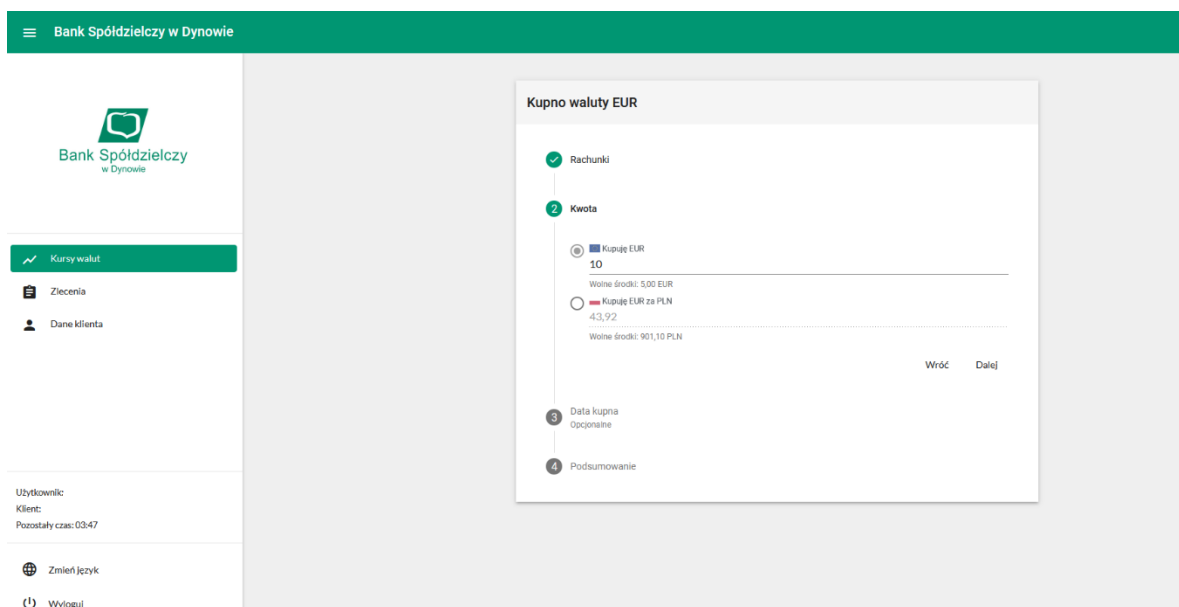 Bank Spółdzielczy w Dynowie
Bank Spółdzielczy
w Dynowie
Kursy walut
Zlecenia
Dane klienta
Użytkownik:
Klient:
Pozostały czas: 03:47
Zmień język
Wyloguj
Kupno waluty EUR
Rachunki
2 Kwota
Kupuję EUR
10
Wolne środki: 5,00 EUR
Kupuję EUR za PLN
43,92
Wolne środki: 901,10 PLN
Wróć Dalej
3 Data kupna
Opcjonalne
4 Podsumowanie